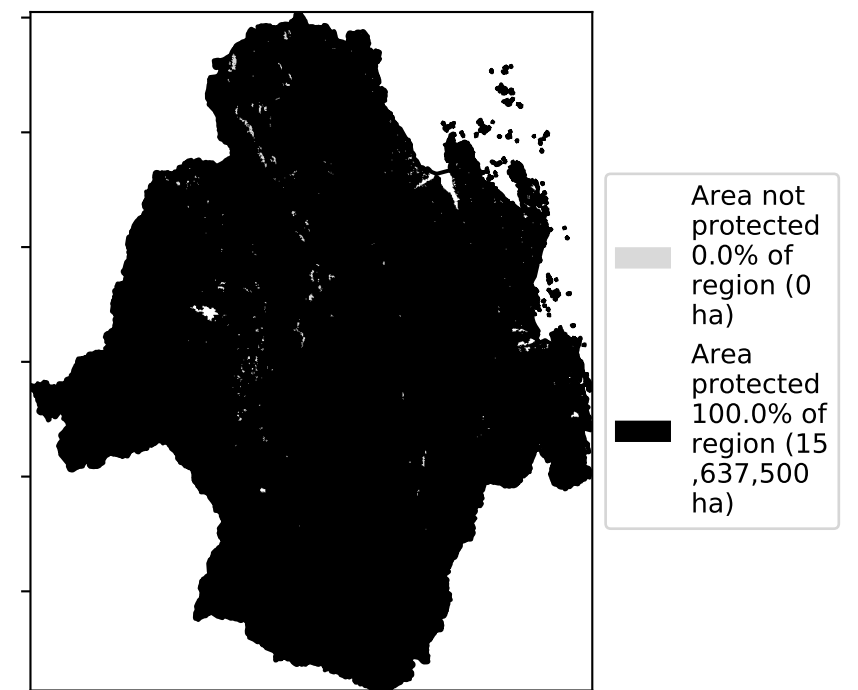 Area not
protected
0.0% of
region (0
ha)
Area
protected
100.0% of
region (15
,637,500
ha)